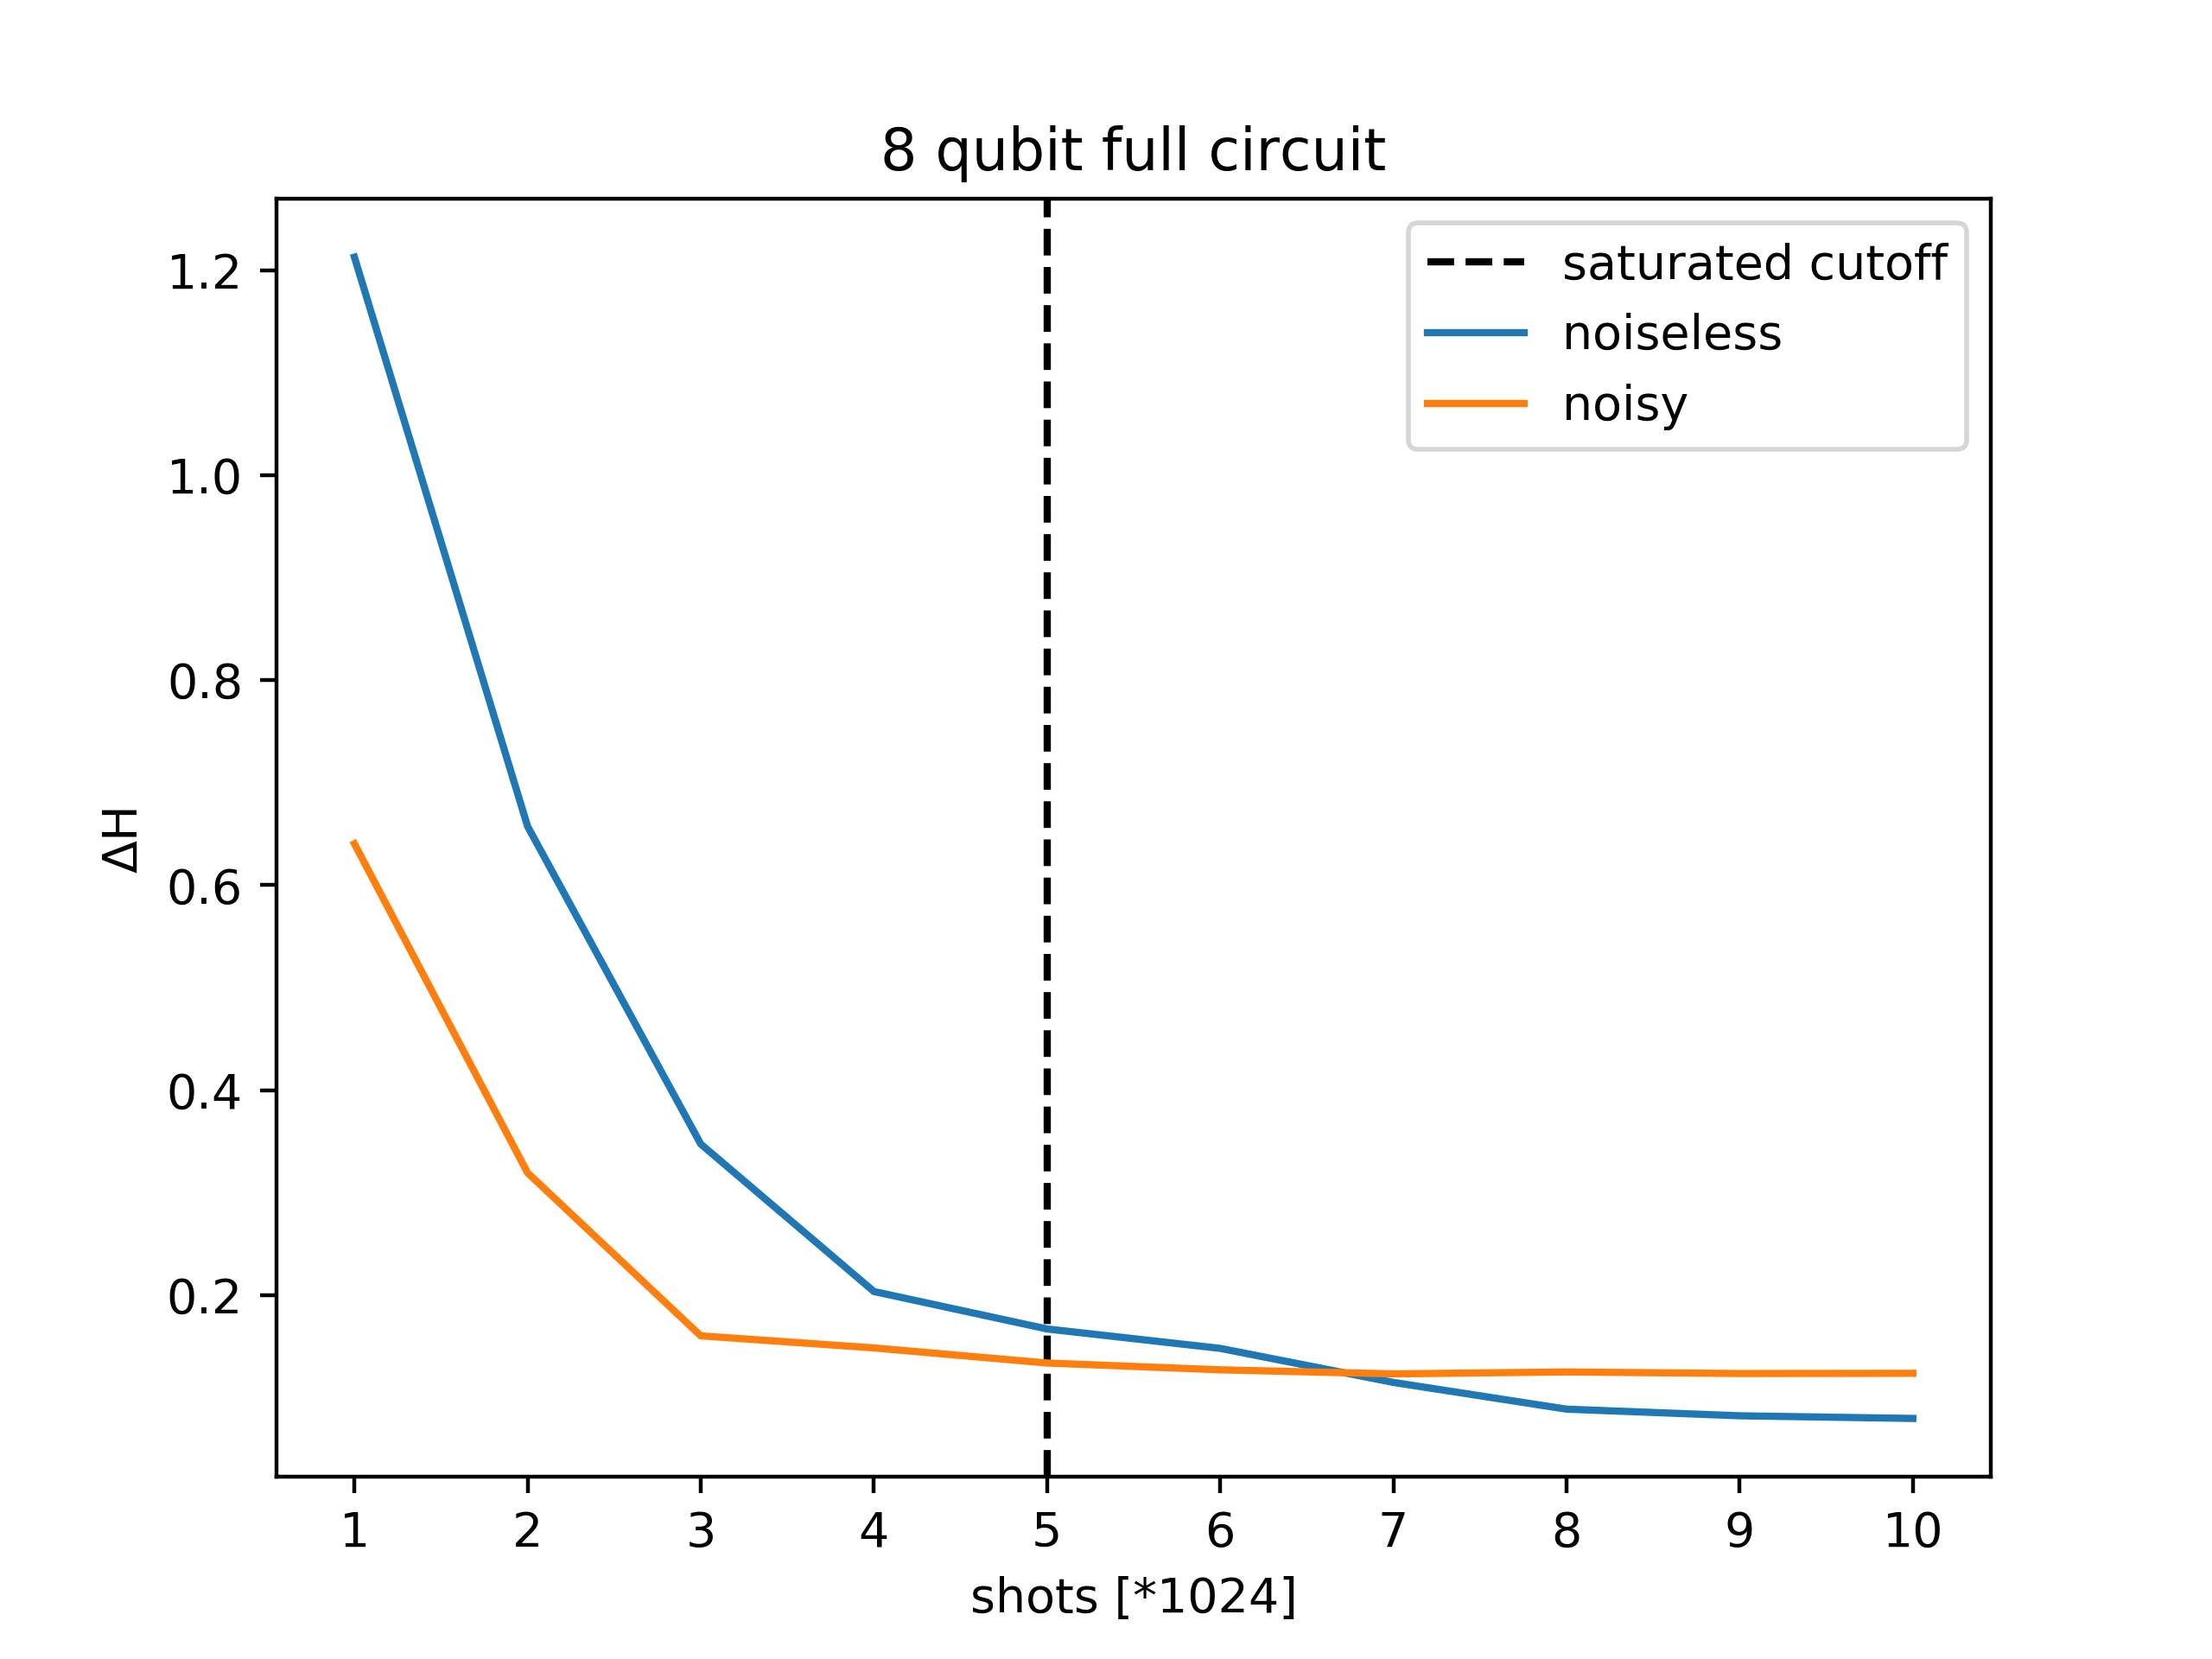 8 qubit full circuit
saturated cutoff
noiseless
noisy
1.2
1.0
0.8
0.6
0.4
0.2
ΔH
1 2 3 4 5 6 7 8 9 10
shots [*1024]